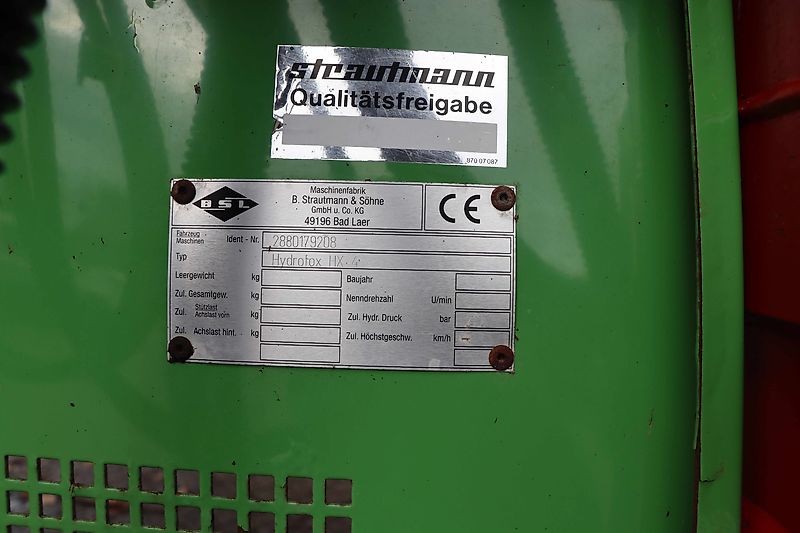 strautmann
Qualitätsfreigabe
870 07 087
BSL
Maschinenfabrik
B. Strautmann & Söhne
GmbH u. Co. KG
49196 Bad Laer
CE
Fahrzeug
Maschinen Ident - Nr. 2880179208
Typ Hydrofox HX 4
Leergewicht kg Baujahr
Zul. Gesamtgew. kg Nenndrehzahl U/min
Zul. Stützlast
Achslast vorn kg Zul. Hydr. Druck bar
Zul. Achslast hint. kg Zul. Höchstgeschw. km/h